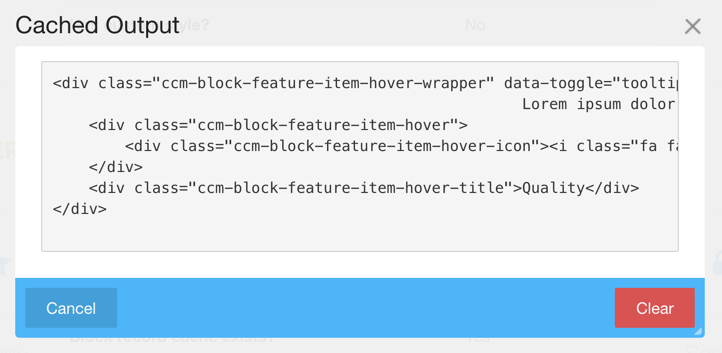 Cached Output
No
<div class="ccm-block-feature-item-hover-wrapper" data-toggle="tooltip
Lorem ipsum dolor
<div class="ccm-block-feature-item-hover">
<div class="ccm-block-feature-item-hover-icon"><i class="fa fa
</div>
<div class="ccm-block-feature-item-hover-title">Quality</div>
</div>
Cancel
Clear